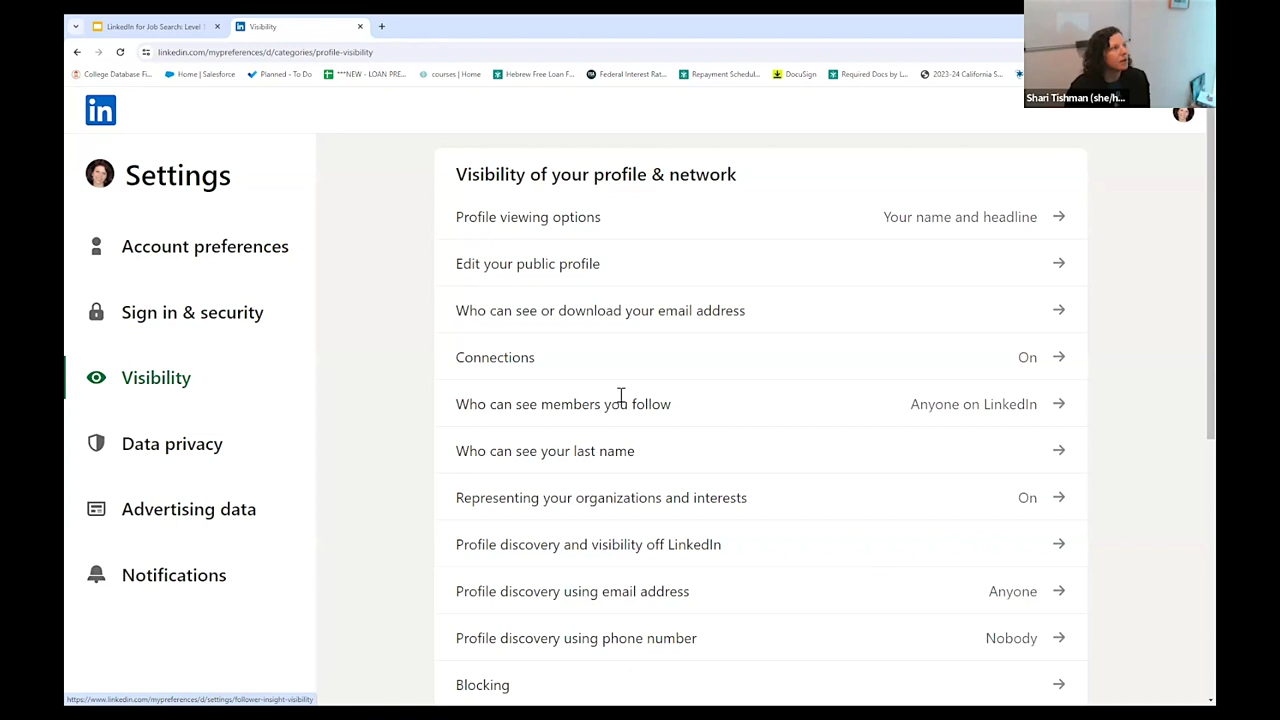 LinkedIn for Job Search: Level
Visibility
linkedin.com/mypreferences/d/categories/profile-visibility
College Database Fi...
Home | Salesforce
Planned - To Do
***NEW - LOAN PRE...
courses | Home
Hebrew Free Loan F...
Federal Interest Rat...
Repayment Schedul...
DocuSign
Required Docs by L...
2023-24 California S...
Shari Tishman (she/h...
in
Settings
Account preferences
Sign in & security
Visibility
Data privacy
Advertising data
Notifications
Visibility of your profile & network
Profile viewing options Your name and headline
Edit your public profile
Who can see or download your email address
Connections On
Who can see members you follow Anyone on LinkedIn
Who can see your last name
Representing your organizations and interests On
Profile discovery and visibility off LinkedIn
Profile discovery using email address Anyone
Profile discovery using phone number Nobody
Blocking
https://www.linkedin.com/mypreferences/d/settings/follower-insight-visibility